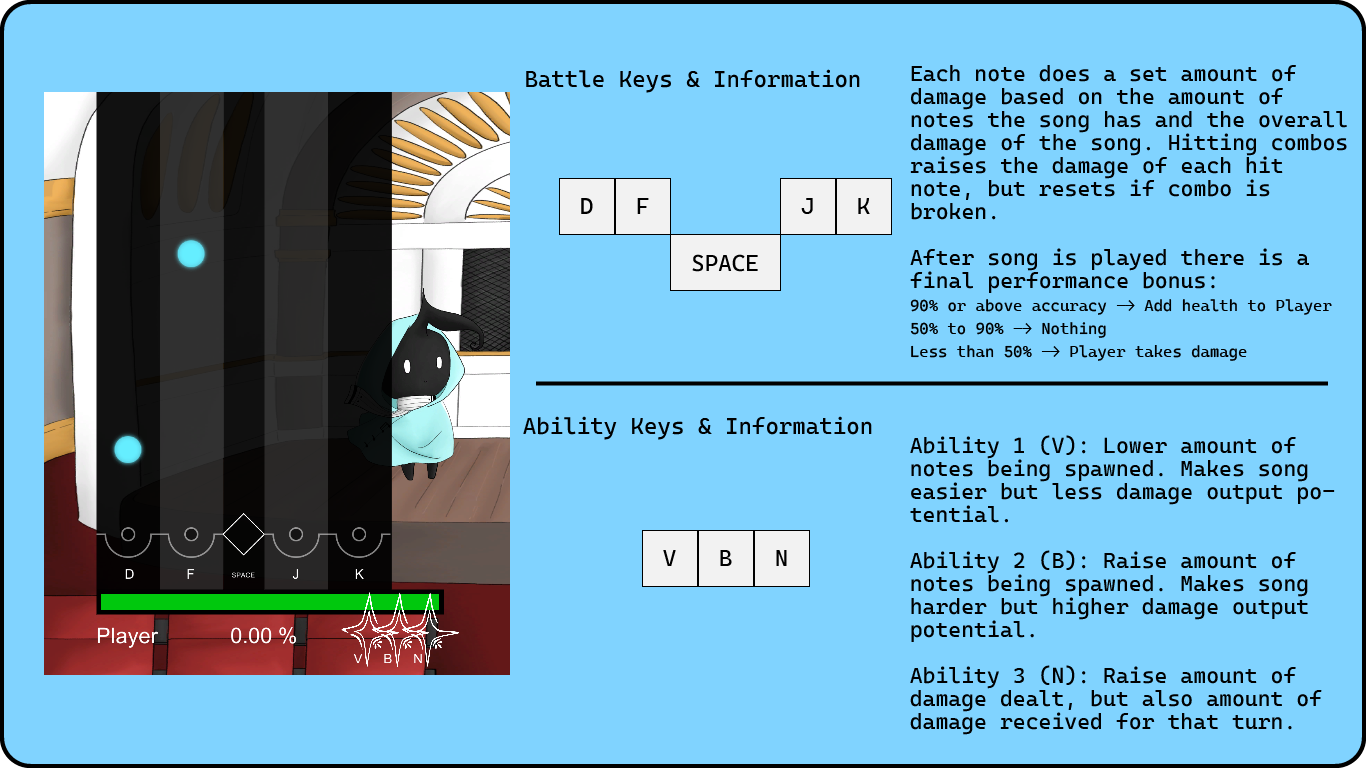 Battle Keys & Information
D F J K
SPACE
Each note does a set amount of
damage based on the amount of
notes the song has and the overall
damage of the song. Hitting combos
raises the damage of each hit
note, but resets if combo is
broken.
After song is played there is a
final performance bonus:
90% or above accuracy → Add health to Player
50% to 90% → Nothing
Less than 50% → Player takes damage
D F SPACE J K
Player 0.00 %
V B N
Ability Keys & Information
V B N
Ability 1 (V): Lower amount of
notes being spawned. Makes song
easier but less damage output po-
tential.
Ability 2 (B): Raise amount of
notes being spawned. Makes song
harder but higher damage output
potential.
Ability 3 (N): Raise amount of
damage dealt, but also amount of
damage received for that turn.